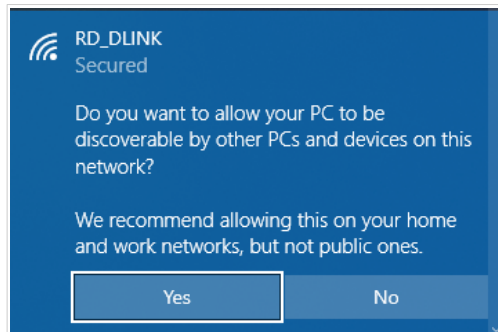 RD_DLINK
Secured
Do you want to allow your PC to be
discoverable by other PCs and devices on this
network?
We recommend allowing this on your home
and work networks, but not public ones.
Yes
No